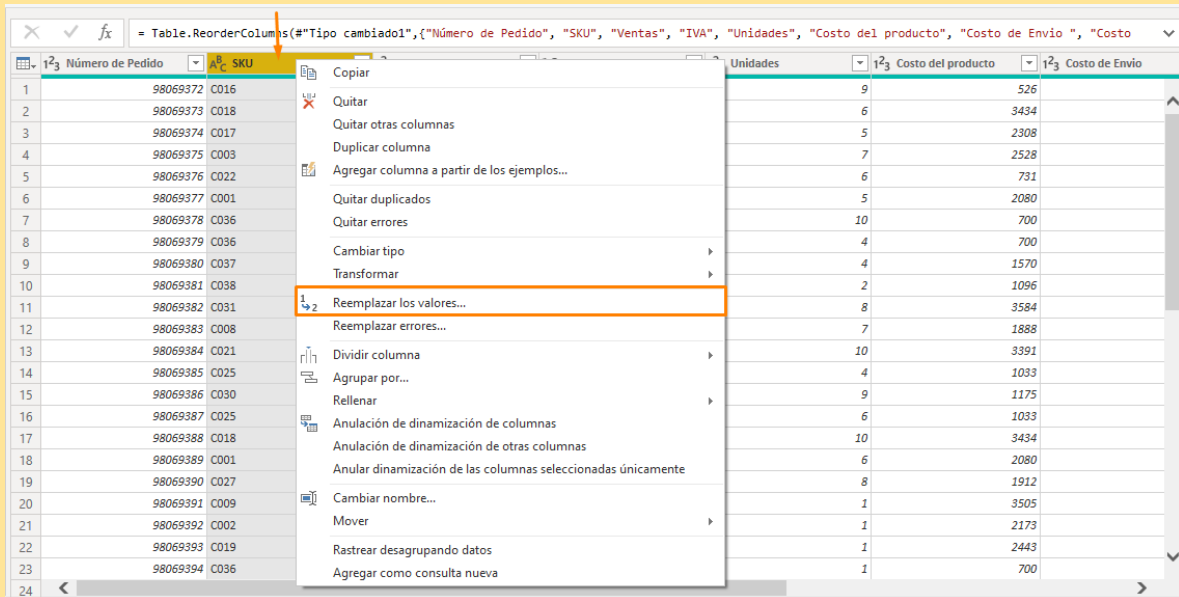 fx = Table.ReorderColumns(#"Tipo cambiado1",{"Número de Pedido", "SKU", "Ventas", "IVA", "Unidades", "Costo del producto", "Costo de Envio ", "Costo
1²3 Número de Pedido ABC SKU Unidades 1²3 Costo del producto 1²3 Costo de Envio
Copiar
1 98069372 C016 9 526
Quitar
2 98069373 C018 6 3434
Quitar otras columnas
3 98069374 C017 5 2308
Duplicar columna
4 98069375 C003 7 2528
Agregar columna a partir de los ejemplos...
5 98069376 C022 6 731
Quitar duplicados
6 98069377 C001 5 2080
Quitar errores
7 98069378 C036 10 700
8 98069379 C036 4 700
Cambiar tipo
9 98069380 C037 4 1570
Transformar
10 98069381 C038 2 1096
Reemplazar los valores...
11 98069382 C031 8 3584
Reemplazar errores...
12 98069383 C008 7 1888
Dividir columna
13 98069384 C021 10 3391
Agrupar por...
14 98069385 C025 4 1033
Rellenar
15 98069386 C030 9 1175
Anulación de dinamización de columnas
16 98069387 C025 6 1033
Anulación de dinamización de otras columnas
17 98069388 C018 10 3434
Anular dinamización de las columnas seleccionadas únicamente
18 98069389 C001 6 2080
19 98069390 C027 8 1912
Cambiar nombre...
20 98069391 C009 1 3505
Mover
21 98069392 C002 1 2173
Rastrear desagrupando datos
22 98069393 C019 1 2443
Agregar como consulta nueva
23 98069394 C036 1 700
24